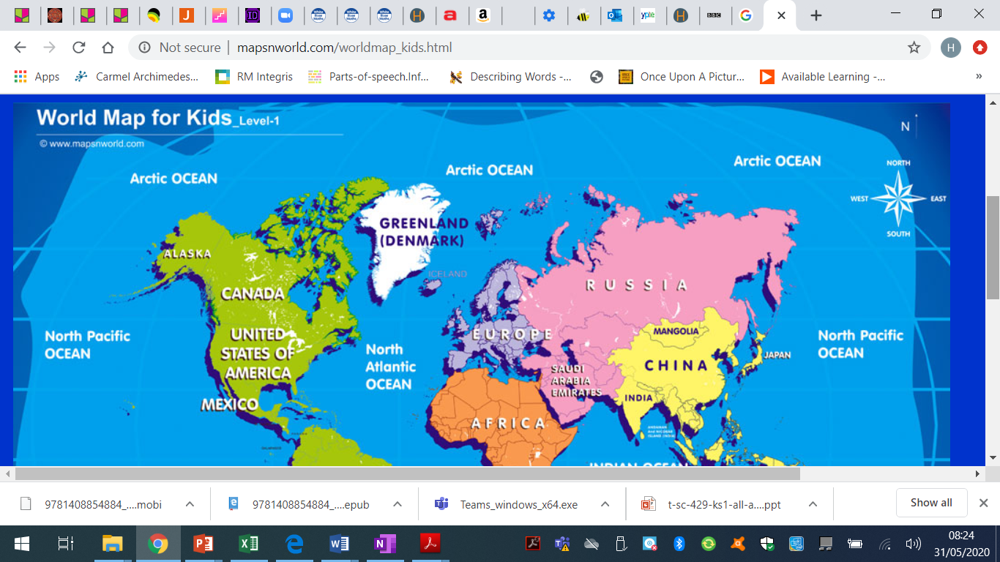 Not secure | mapsnworld.com/worldmap_kids.html
H
Apps Carmel Archimedes... RM Integris Parts-of-speech.Inf... Describing Words -... Once Upon A Pictur... Available Learning -... »
World Map for Kids_Level-1
© www.mapsnworld.com
N
Arctic OCEAN
Arctic OCEAN
Arctic OCEAN
NORTH
WEST EAST
SOUTH
GREENLAND
(DENMARK)
ALASKA
ICELAND
CANADA
RUSSIA
North Pacific
OCEAN
UNITED
STATES OF
AMERICA
North
Atlantic
OCEAN
EUROPE
MANGOLIA
CHINA
JAPAN
North Pacific
OCEAN
SAUDI
ARABIA
EMIRATES
INDIA
MEXICO
AFRICA
INDIAN OCEAN
9781408854884_....mobi 9781408854884_....epub Teams_windows_x64.exe t-sc-429-ks1-all-a....ppt Show all
08:24
31/05/2020